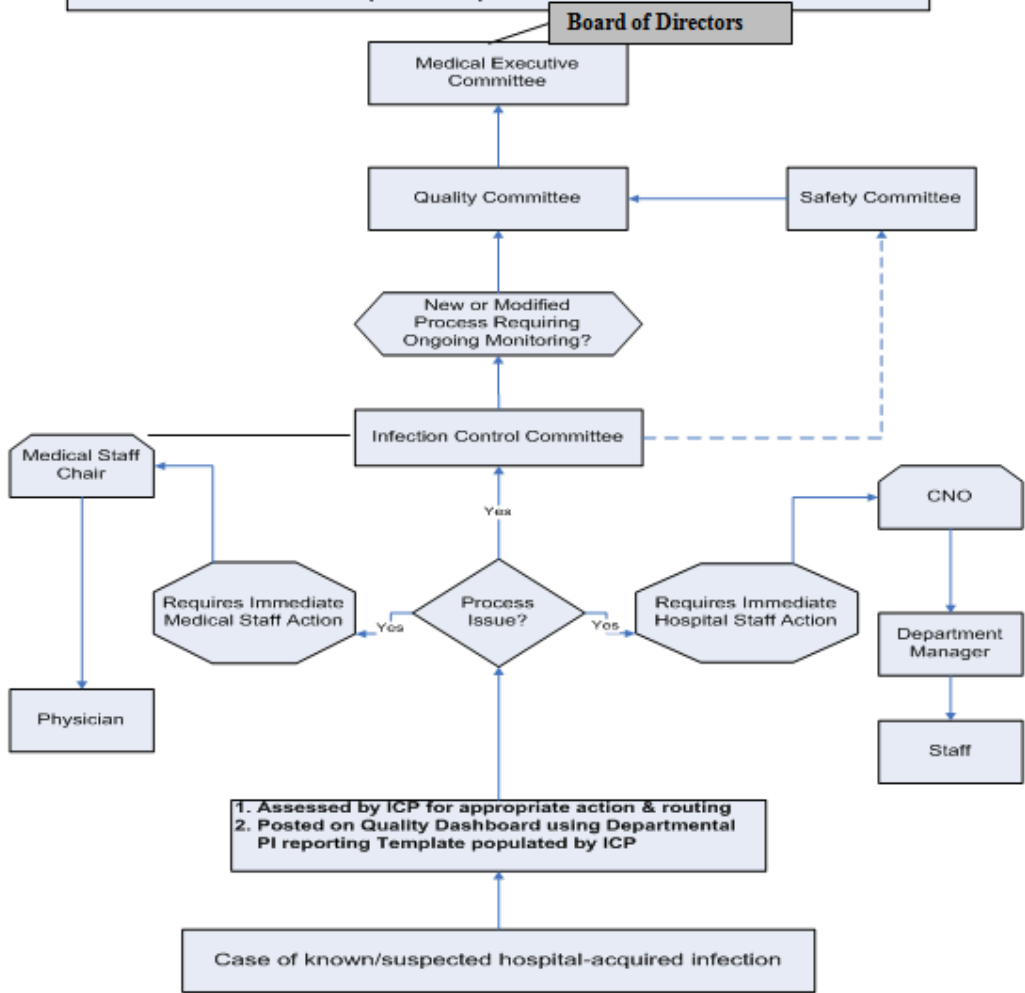 Board of Directors
Medical Executive
Committee
Quality Committee
Safety Committee
New or Modified
Process Requiring
Ongoing Monitoring?
Infection Control Committee
Medical Staff
Chair
CNO
Yes
Requires Immediate
Medical Staff Action
Yes
Process
Issue?
Yes
Requires Immediate
Hospital Staff Action
Department
Manager
Physician
Staff
1. Assessed by ICP for appropriate action & routing
2. Posted on Quality Dashboard using Departmental
PI reporting Template populated by ICP
Case of known/suspected hospital-acquired infection